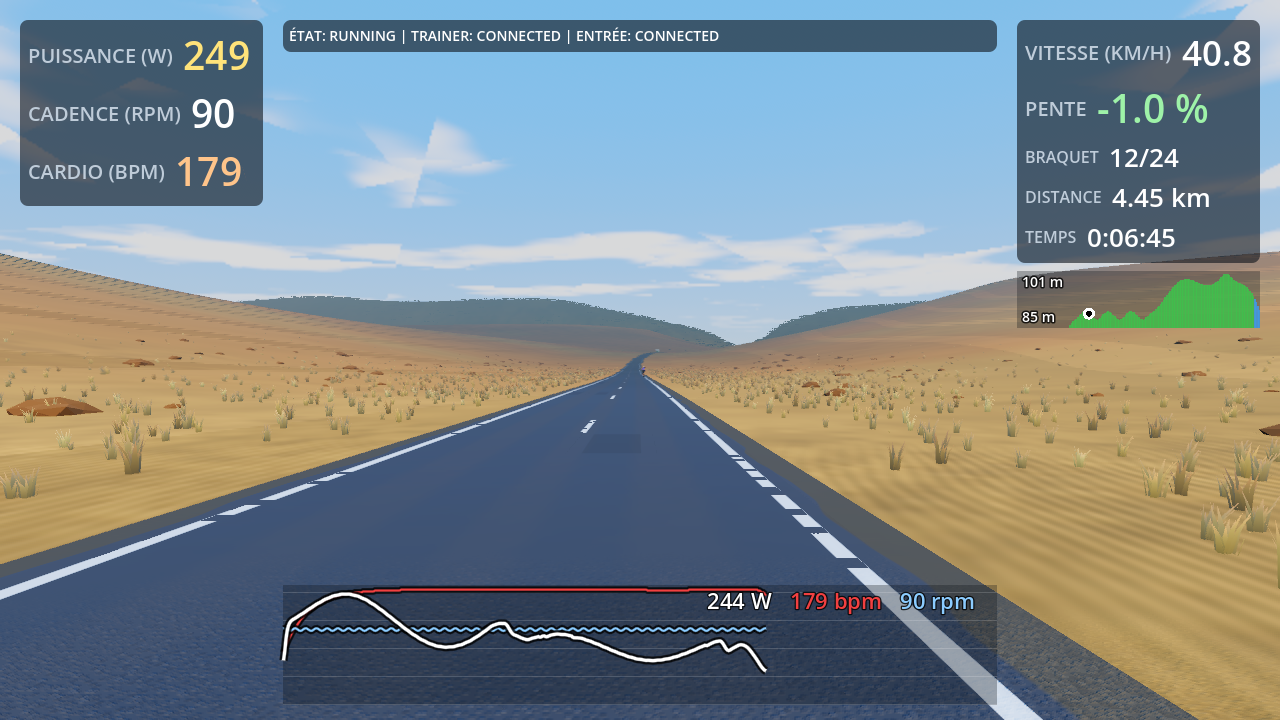 PUISSANCE (W) 249
CADENCE (RPM) 90
CARDIO (BPM) 179
ÉTAT: RUNNING | TRAINER: CONNECTED | ENTRÉE: CONNECTED
VITESSE (KM/H) 40.8
PENTE -1.0 %
BRAQUET 12/24
DISTANCE 4.45 km
TEMPS 0:06:45
101 m
85 m
244 W 179 bpm 90 rpm